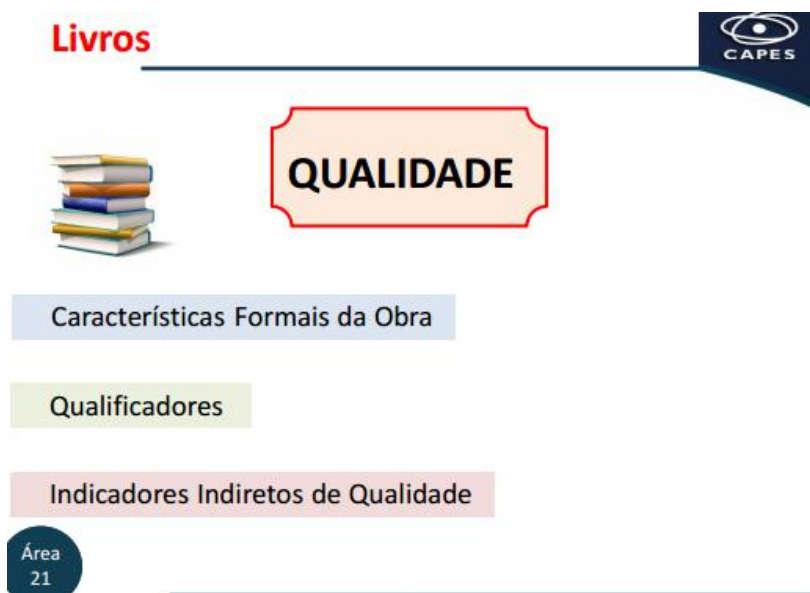 Livros
CAPES
QUALIDADE
Características Formais da Obra
Qualificadores
Indicadores Indiretos de Qualidade
Área
21